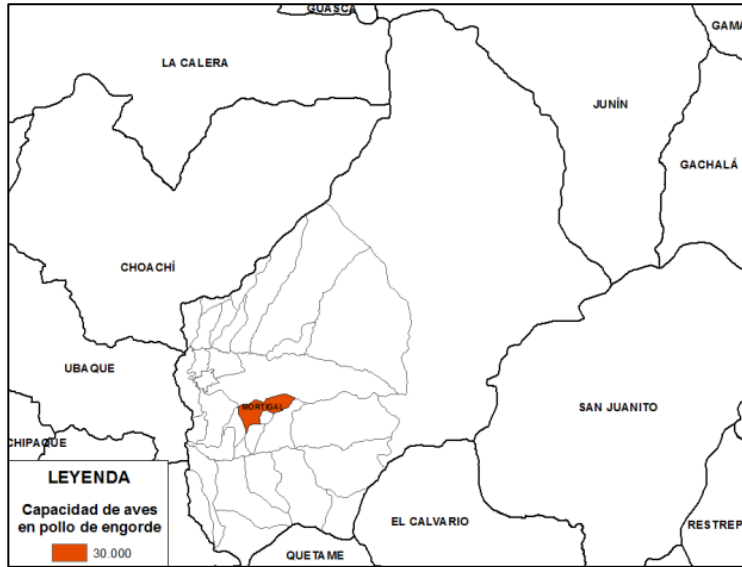 GUASCA
GAMA
LA CALERA
JUNÍN
GACHALÁ
CHOACHÍ
UBAQUE
MORTIÑAL
SAN JUANITO
CHIPAQUE
LEYENDA
Capacidad de aves
en pollo de engorde
30.000
EL CALVARIO
RESTREP
QUETAME